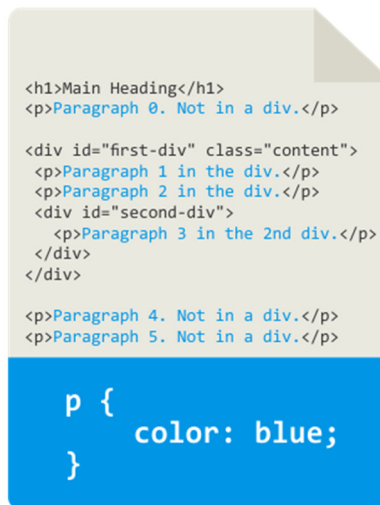 <h1>Main Heading</h1>
<p>Paragraph 0. Not in a div.</p>
<div id="first-div" class="content">
<p>Paragraph 1 in the div.</p>
<p>Paragraph 2 in the div.</p>
<div id="second-div">
<p>Paragraph 3 in the 2nd div.</p>
</div>
</div>
<p>Paragraph 4. Not in a div.</p>
<p>Paragraph 5. Not in a div.</p>
p {
color: blue;
}